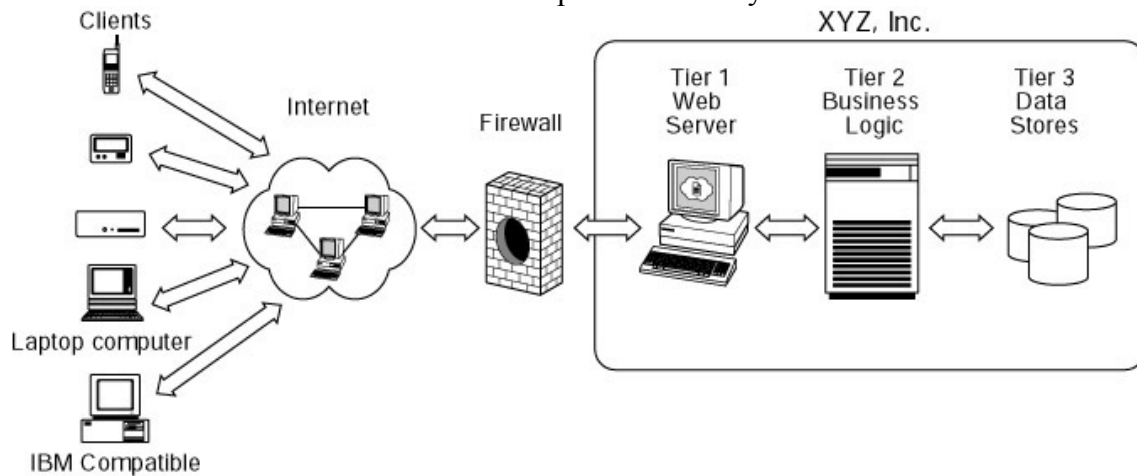 Clients
XYZ, Inc.
Internet
Firewall
Tier 1
Web
Server
Tier 2
Business
Logic
Tier 3
Data
Stores
Laptop computer
IBM Compatible